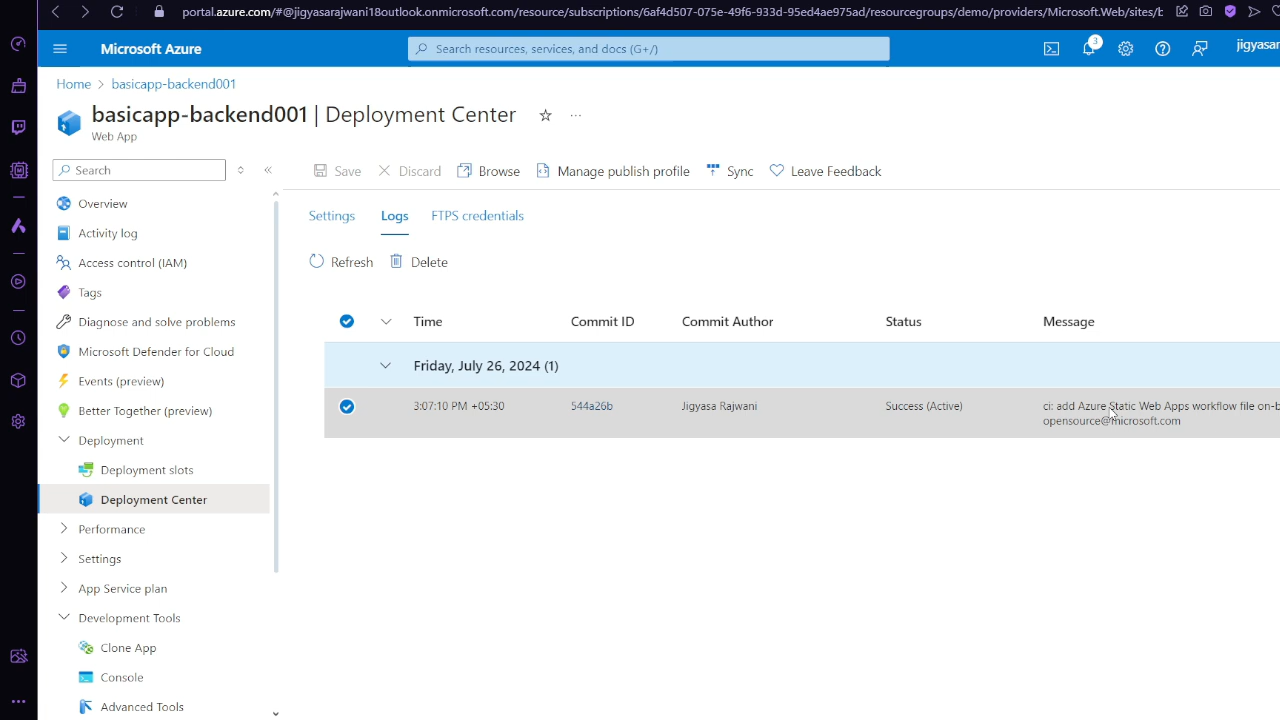 portal.azure.com/#@jigyasarajwani18outlook.onmicrosoft.com/resource/subscriptions/6af4d507-075e-49f6-933d-95ed4ae975ad/resourcegroups/demo/providers/Microsoft.Web/sites/b
Microsoft Azure
Search resources, services, and docs (G+/)
3
jigyasar
Home > basicapp-backend001
basicapp-backend001 | Deployment Center
Web App
Search
Save
Discard
Browse
Manage publish profile
Sync
Leave Feedback
Overview
Activity log
Access control (IAM)
Tags
Diagnose and solve problems
Microsoft Defender for Cloud
Events (preview)
Better Together (preview)
Deployment
Deployment slots
Deployment Center
Performance
Settings
App Service plan
Development Tools
Clone App
Console
Advanced Tools
Settings
Logs
FTPS credentials
Refresh
Delete
Time
Commit ID
Commit Author
Status
Message
Friday, July 26, 2024 (1)
3:07:10 PM +05:30
544a26b
Jigyasa Rajwani
Success (Active)
ci: add Azure Static Web Apps workflow file on-b
opensource@microsoft.com